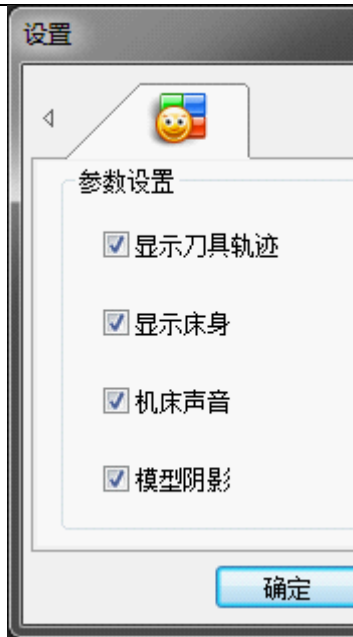 设置
参数设置
显示刀具轨迹
显示床身
机床声音
模型阴影
确定